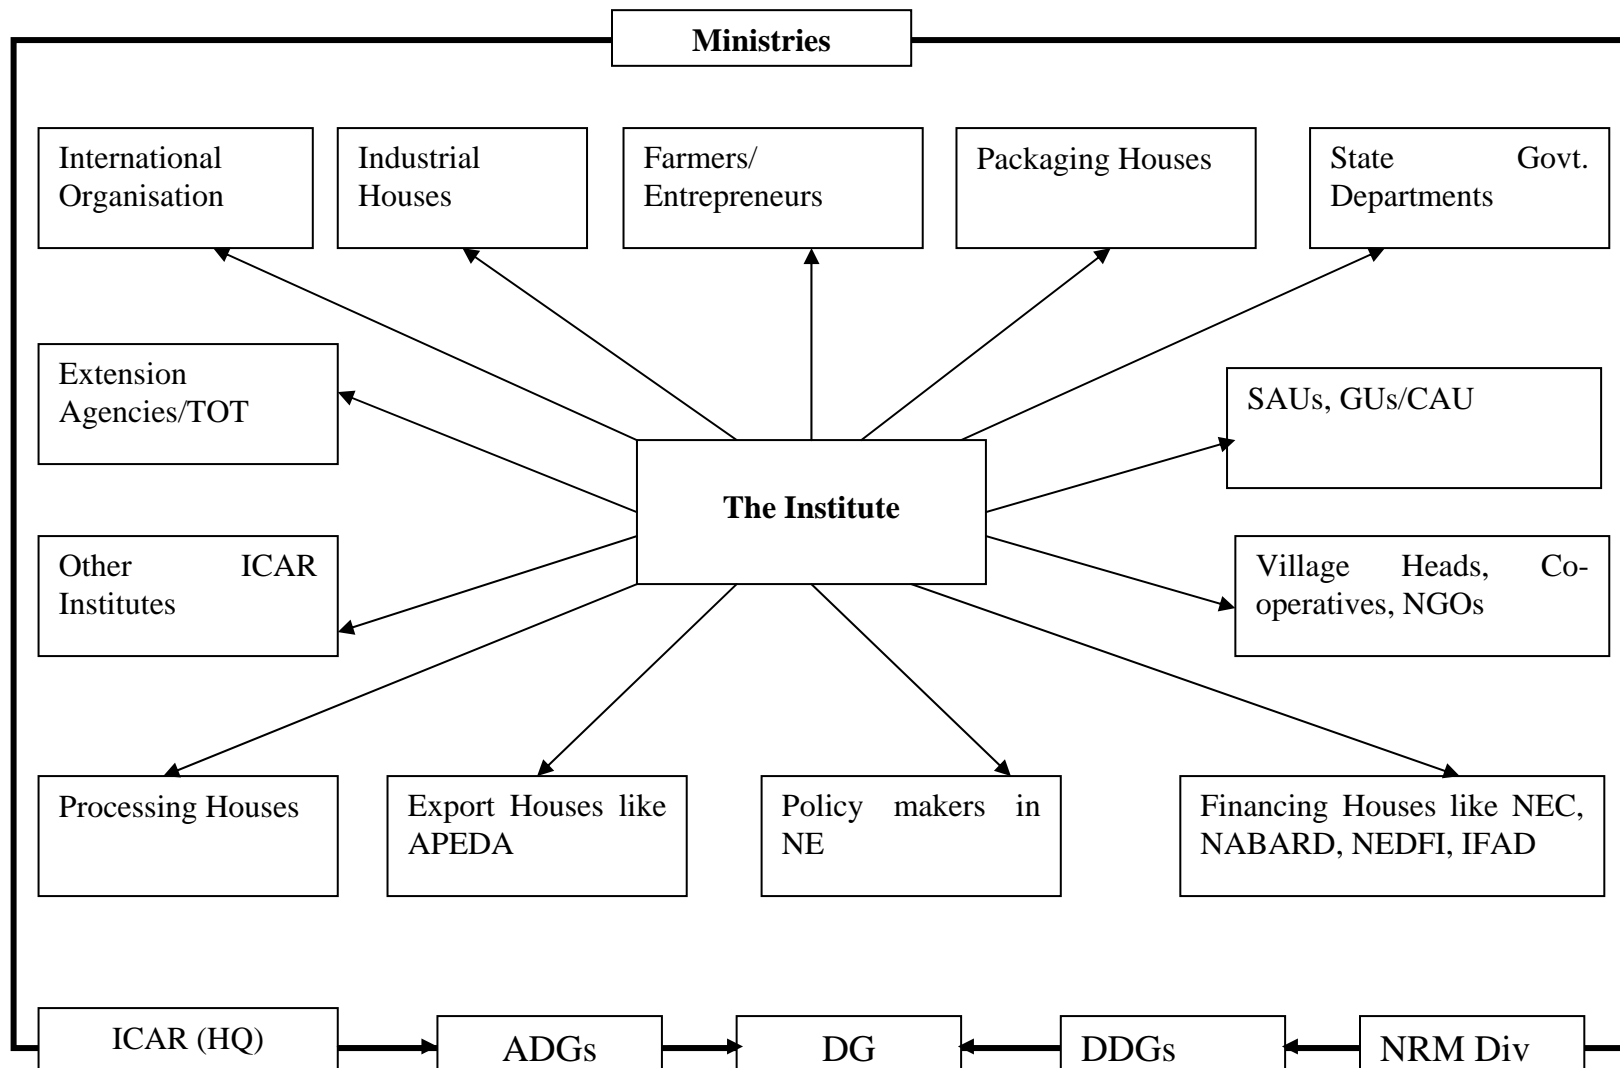 Ministries
International
Organisation
Industrial
Houses
Farmers/
Entrepreneurs
Packaging Houses
State Govt.
Departments
Extension
Agencies/TOT
SAUs, GUs/CAU
The Institute
Other ICAR
Institutes
Village Heads, Co-
operatives, NGOs
Processing Houses
Export Houses like
APEDA
Policy makers in
NE
Financing Houses like NEC,
NABARD, NEDFI, IFAD
ICAR (HQ)
ADGs
DG
DDGs
NRM Div